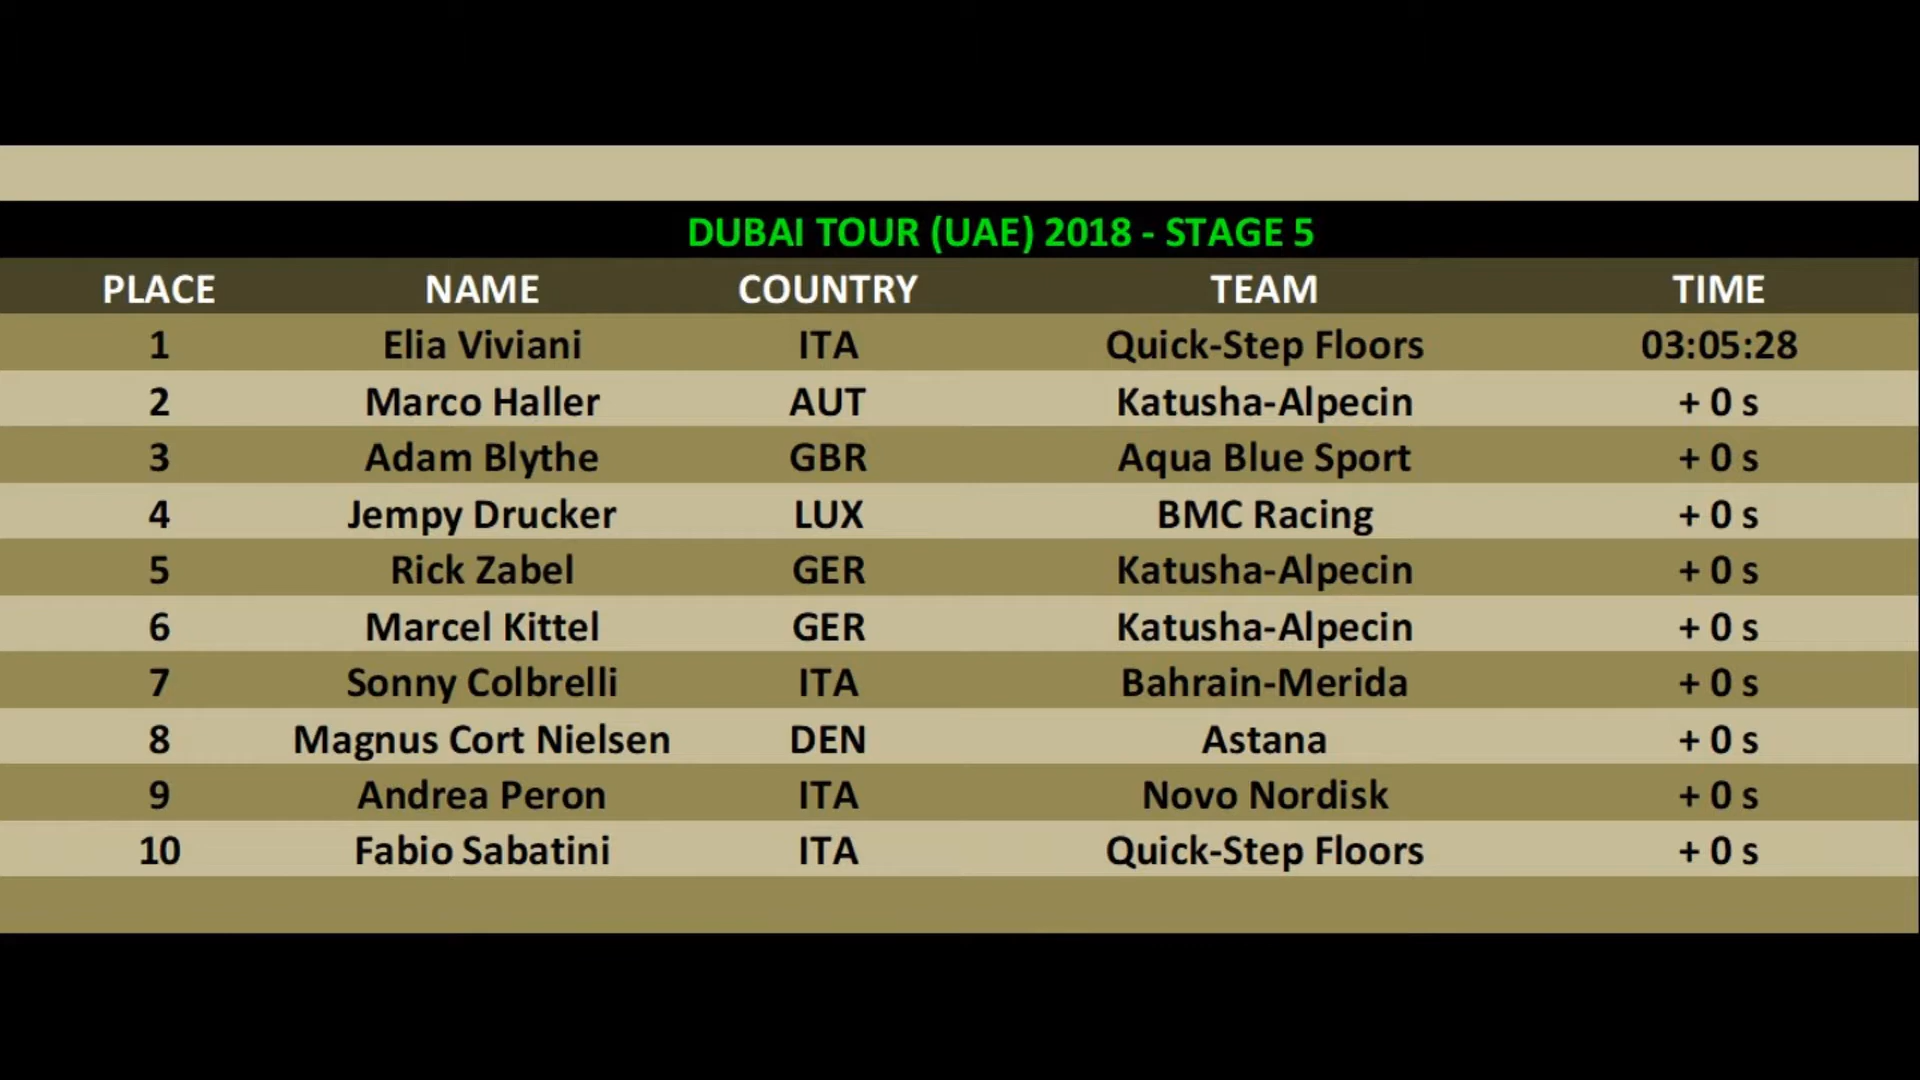 DUBAI TOUR (UAE) 2018 - STAGE 5
PLACE NAME COUNTRY TEAM TIME
1 Elia Viviani ITA Quick-Step Floors 03:05:28
2 Marco Haller AUT Katusha-Alpecin + 0 s
3 Adam Blythe GBR Aqua Blue Sport + 0 s
4 Jempy Drucker LUX BMC Racing + 0 s
5 Rick Zabel GER Katusha-Alpecin + 0 s
6 Marcel Kittel GER Katusha-Alpecin + 0 s
7 Sonny Colbrelli ITA Bahrain-Merida + 0 s
8 Magnus Cort Nielsen DEN Astana + 0 s
9 Andrea Peron ITA Novo Nordisk + 0 s
10 Fabio Sabatini ITA Quick-Step Floors + 0 s